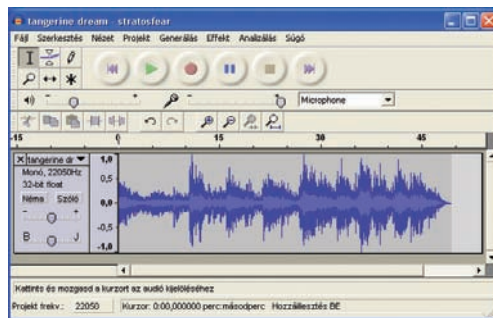 tangerine dream - stratosfear
Fájl Szerkesztés Nézet Projekt Generálás Effekt Analizálás Súgó
Microphone
-15 0 15 30 45
tangerine dr
Monó, 22050Hz
32-bit float
Néma Szóló
- +
B J
1,0
0,5
0,0
-0,5
-1,0
Kattints és mozgasd a kurzort az audió kijelöléséhez
Projekt frekv.: 22050 Kurzor: 0:00,000000 perc:másodperc Hozzáillesztés BE